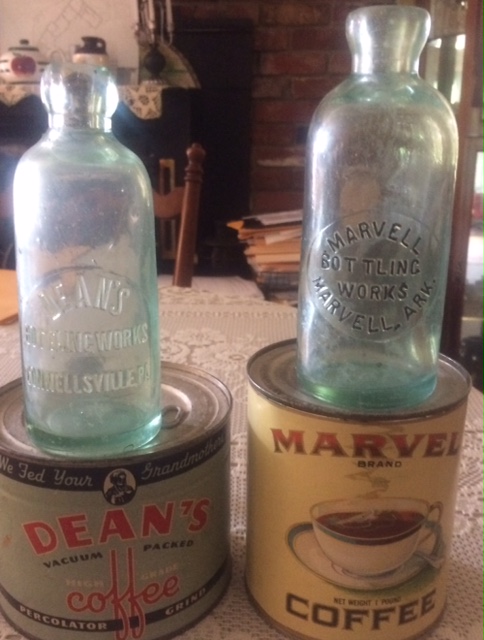 DEAN'S
BOTTLING WORKS
CONNELLSVILLE, PA
MARVELL
BOTTLING
WORKS
MARVELL, ARK.
We Fed Your Grandmothers
DEAN'S
VACUUM PACKED
HIGH GRADE
coffee
PERCOLATOR GRIND
MARVEL
BRAND
NET WEIGHT 1 POUND
COFFEE